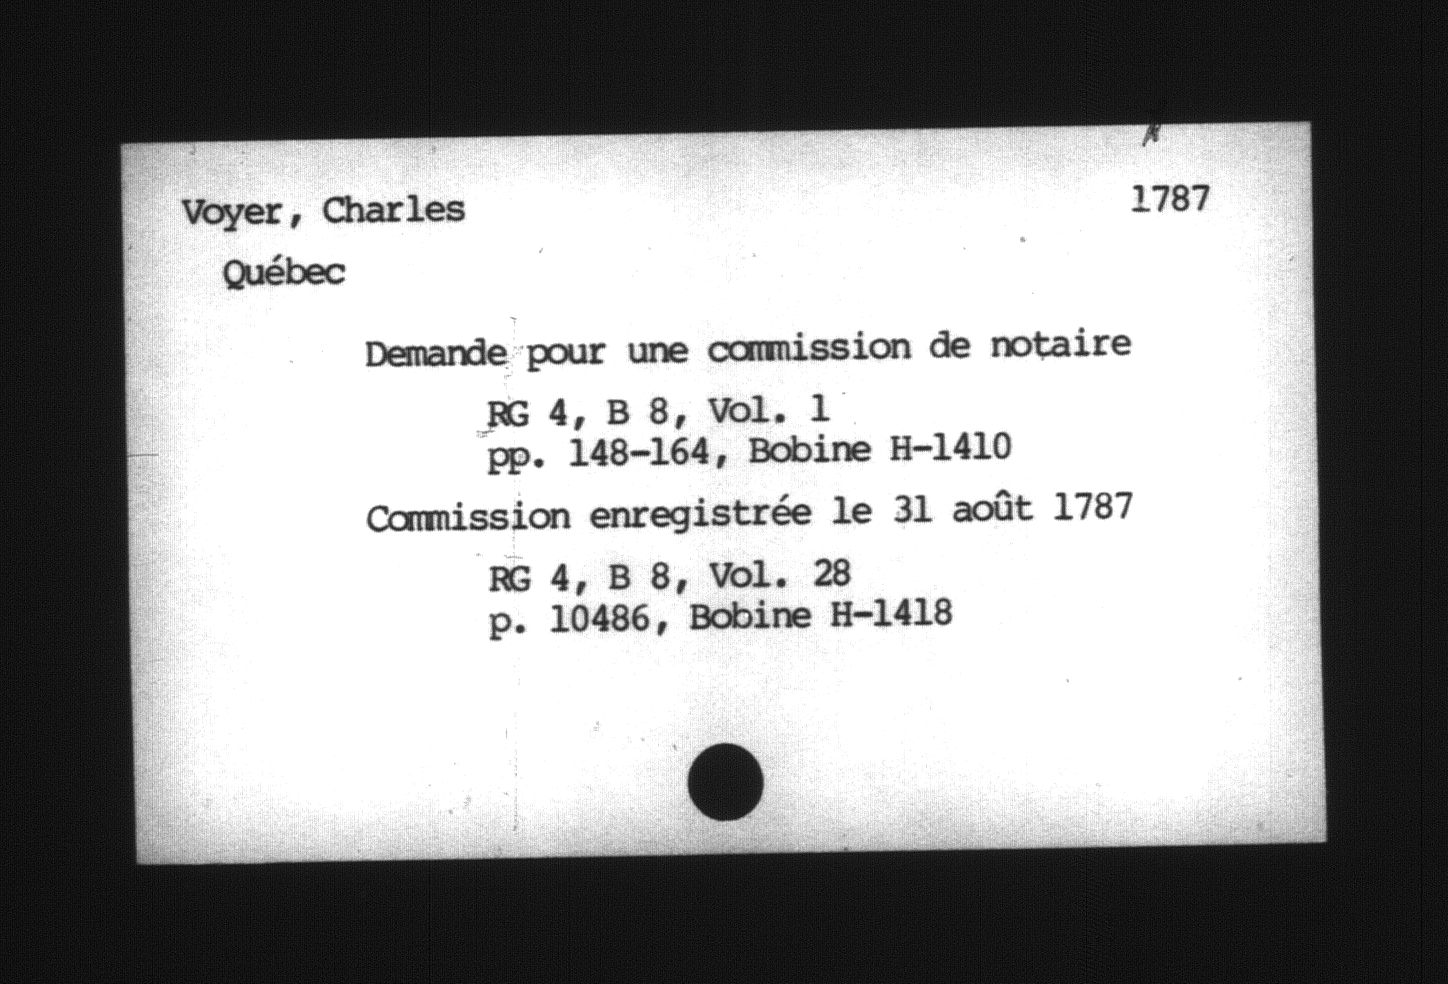 Voyer, Charles 1787
Québec
Demande pour une commission de notaire
RG 4, B 8, Vol. 1
pp. 148-164, Bobine H-1410
Commission enregistrée le 31 août 1787
RG 4, B 8, Vol. 28
p. 10486, Bobine H-1418